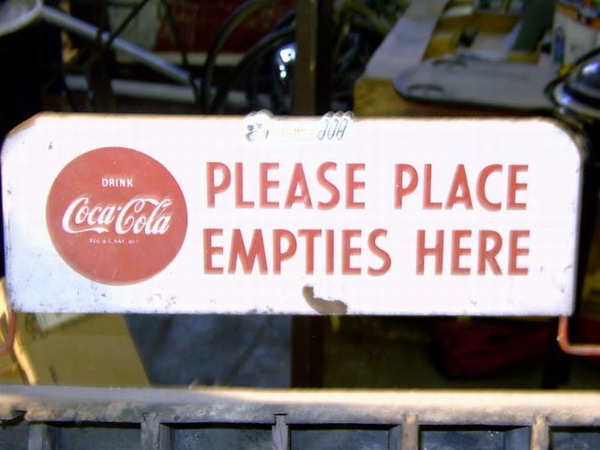 DRINK
Coca-Cola
PLEASE PLACE
EMPTIES HERE